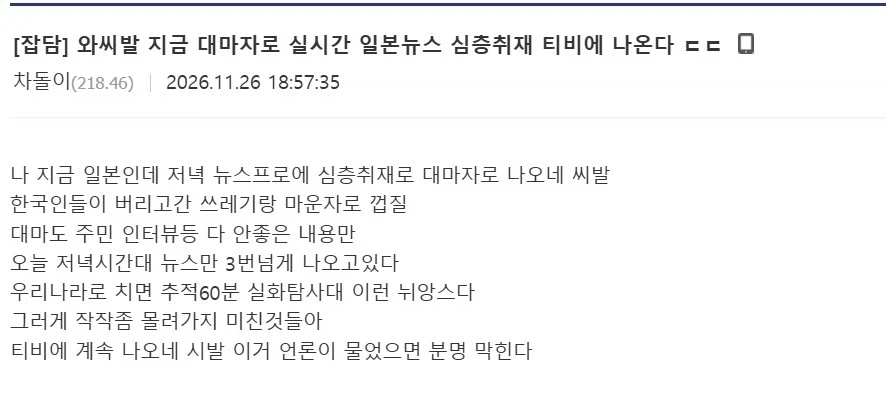 [잡담] 와씨발 지금 대마자로 실시간 일본뉴스 심층취재 티비에 나온다 ㄷㄷ
차돌이(218.46) 2026.11.26 18:57:35
나 지금 일본인데 저녁 뉴스프로에 심층취재로 대마자로 나오네 씨발
한국인들이 버리고간 쓰레기랑 마운자로 껍질
대마도 주민 인터뷰등 다 안좋은 내용만
오늘 저녁시간대 뉴스만 3번넘게 나오고있다
우리나라로 치면 추적60분 실화탐사대 이런 뉘앙스다
그러게 작작좀 몰려가지 미친것들아
티비에 계속 나오네 시발 이거 언론이 물었으면 분명 막힌다